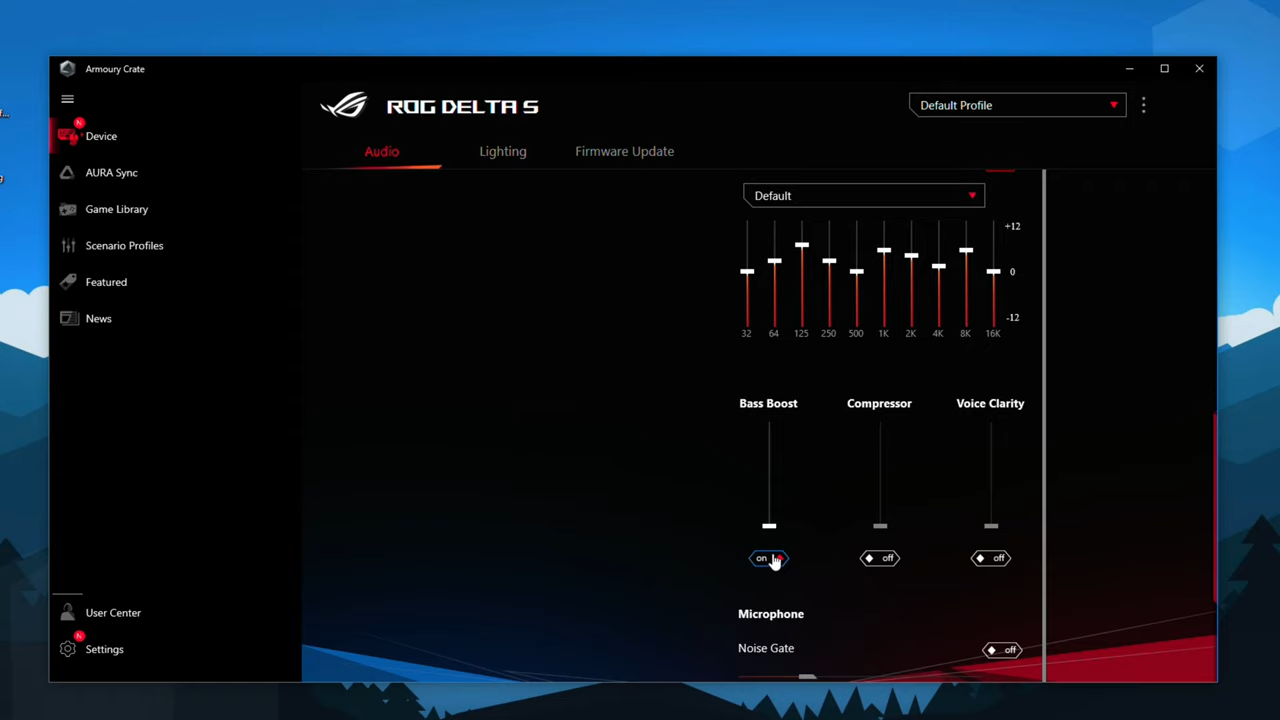 f...
g
Armoury Crate
N
Device
AURA Sync
Game Library
Scenario Profiles
Featured
News
User Center
N
Settings
ROG DELTA S
Default Profile
Audio Lighting Firmware Update
Default
+12
0
-12
32 64 125 250 500 1K 2K 4K 8K 16K
Bass Boost Compressor Voice Clarity
on off off
Microphone
Noise Gate off